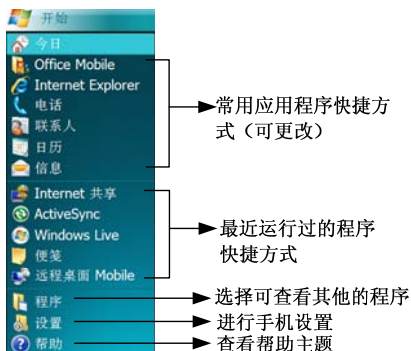 开始
今日
Office Mobile
Internet Explorer
电话
联系人
日历
信息
常用应用程序快捷方
式（可更改）
Internet 共享
ActiveSync
Windows Live
便笺
远程桌面 Mobile
最近运行过的程序
快捷方式
程序
选择可查看其他的程序
设置
进行手机设置
帮助
查看帮助主题